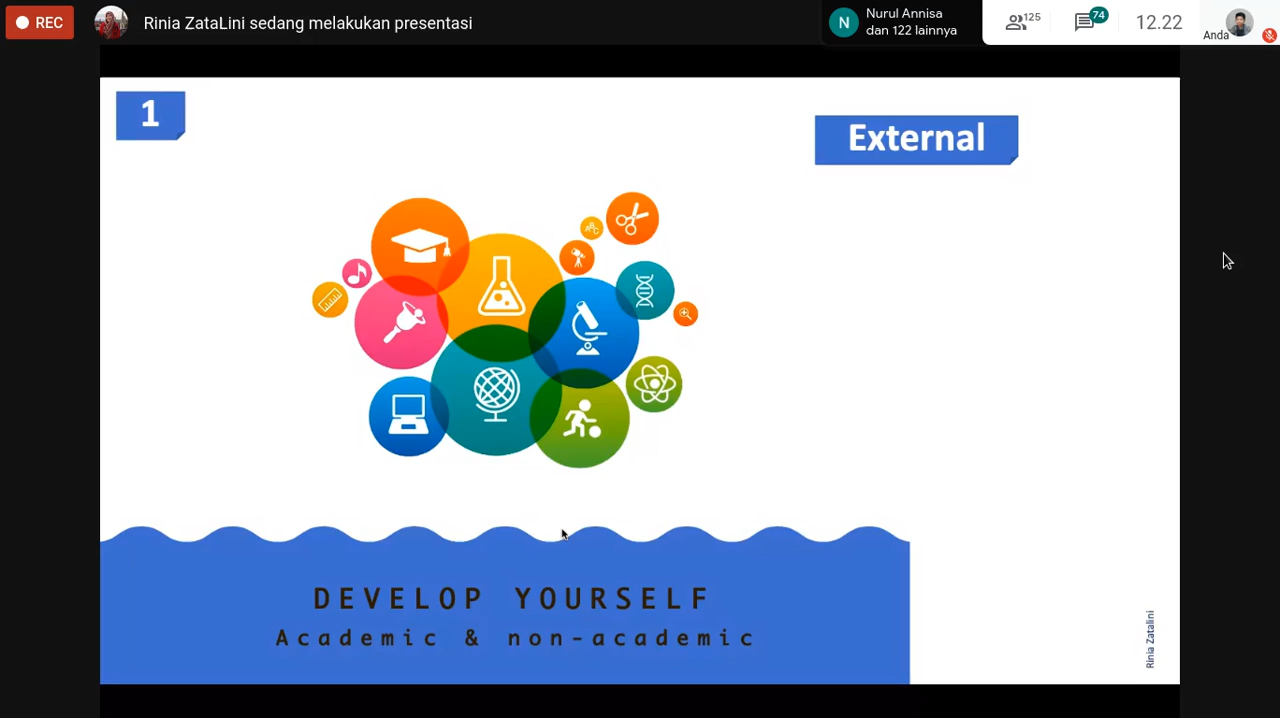 REC
Rinia ZataLini sedang melakukan presentasi
N
Nurul Annisa
dan 122 lainnya
125
74
12.22
Anda
1
External
DEVELOP YOURSELF
Academic & non-academic
Rinia Zatalini